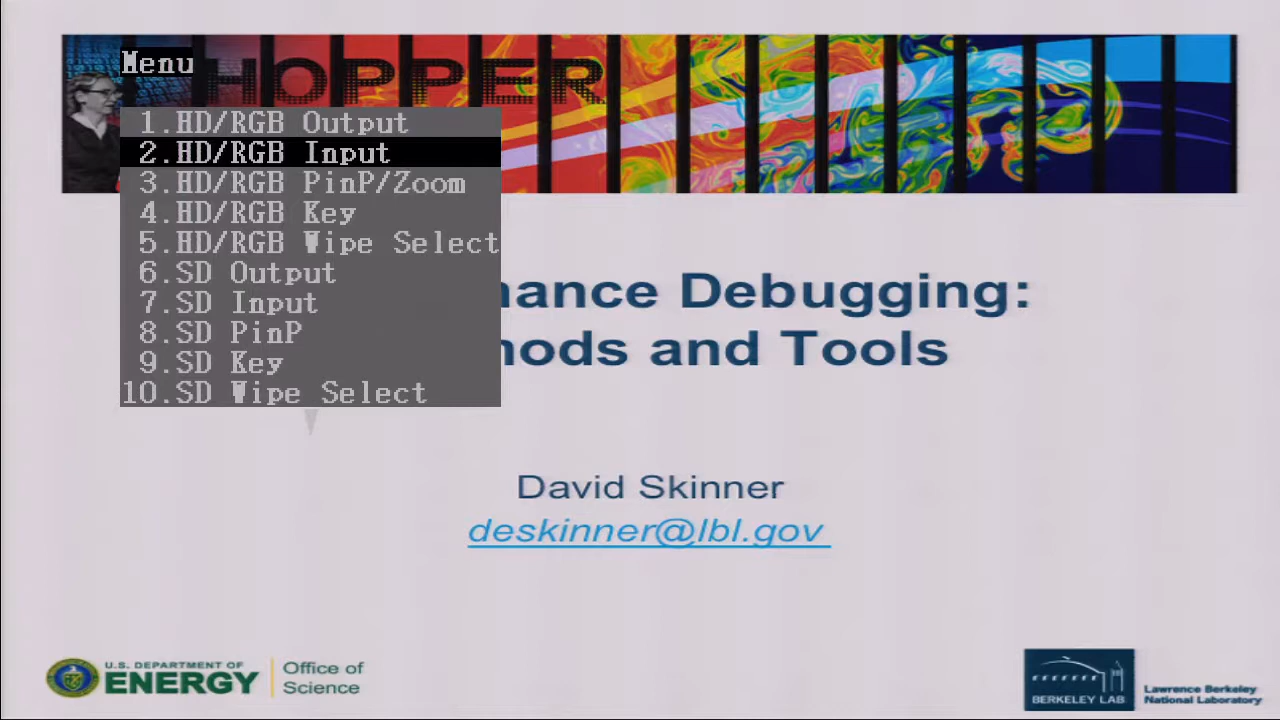 HOPPER
Menu
1.HD/RGB Output
2.HD/RGB Input
3.HD/RGB PinP/Zoom
4.HD/RGB Key
5.HD/RGB Wipe Select
6.SD Output
7.SD Input
8.SD PinP
9.SD Key
10.SD Wipe Select
mance Debugging:
hods and Tools
David Skinner
deskinner@lbl.gov
U.S. DEPARTMENT OF
ENERGY
Office of
Science
BERKELEY LAB
Lawrence Berkeley
National Laboratory